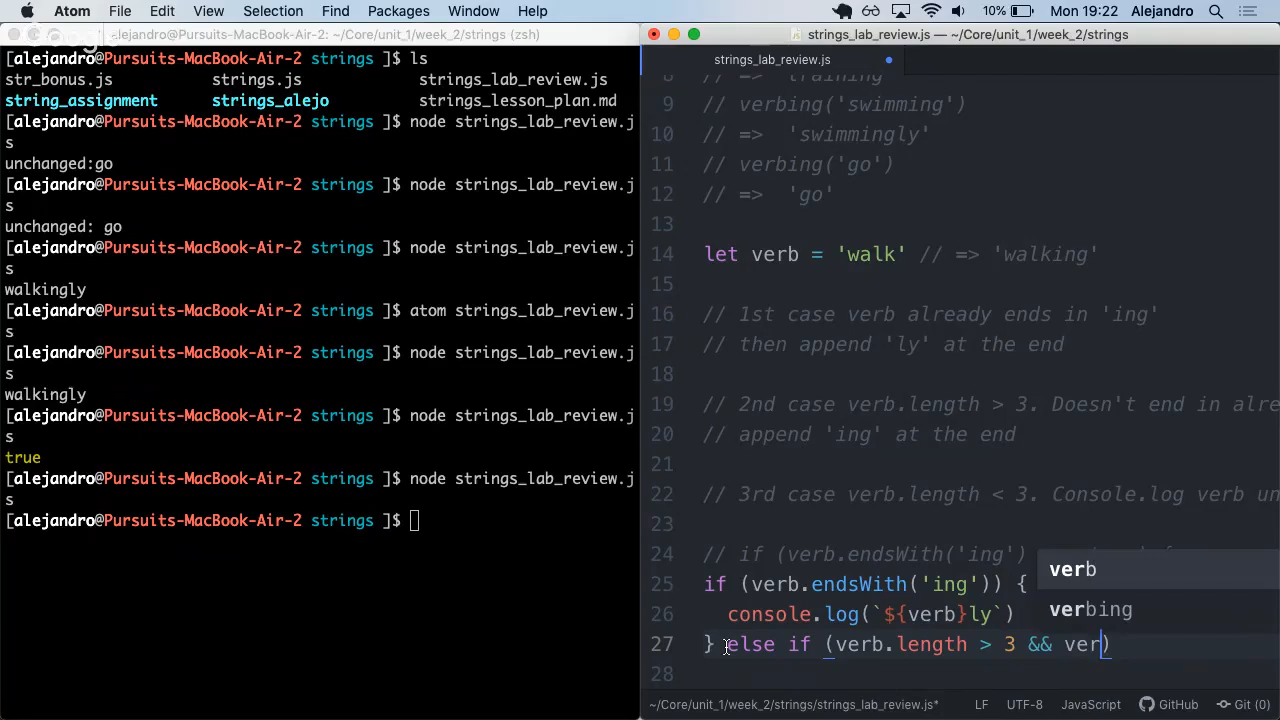 Atom File Edit View Selection Find Packages Window Help 10% Mon 19:22 Alejandro
Google
alejandro@Pursuits-MacBook-Air-2: ~/Core/unit_1/week_2/strings (zsh)
[alejandro@Pursuits-MacBook-Air-2 strings ]$ ls
str_bonus.js strings.js strings_lab_review.js
string_assignment strings_alejo strings_lesson_plan.md
[alejandro@Pursuits-MacBook-Air-2 strings ]$ node strings_lab_review.j
s
unchanged:go
[alejandro@Pursuits-MacBook-Air-2 strings ]$ node strings_lab_review.j
s
unchanged: go
[alejandro@Pursuits-MacBook-Air-2 strings ]$ node strings_lab_review.j
s
walkingly
[alejandro@Pursuits-MacBook-Air-2 strings ]$ atom strings_lab_review.j
s
[alejandro@Pursuits-MacBook-Air-2 strings ]$ node strings_lab_review.j
s
walkingly
[alejandro@Pursuits-MacBook-Air-2 strings ]$ node strings_lab_review.j
s
true
[alejandro@Pursuits-MacBook-Air-2 strings ]$ node strings_lab_review.j
s
[alejandro@Pursuits-MacBook-Air-2 strings ]$
strings_lab_review.js — ~/Core/unit_1/week_2/strings
strings_lab_review.js
8 // => 'training'
9 // verbing('swimming')
10 // => 'swimmingly'
11 // verbing('go')
12 // => 'go'
13
14 let verb = 'walk' // => 'walking'
15
16 // 1st case verb already ends in 'ing'
17 // then append 'ly' at the end
18
19 // 2nd case verb.length > 3. Doesn't end in alre
20 // append 'ing' at the end
21
22 // 3rd case verb.length < 3. Console.log verb un
23
24 // if (verb.endsWith('ing')
25 if (verb.endsWith('ing')) {
26 console.log(`${verb}ly`)
27 } else if (verb.length > 3 && ver)
28
verb
verbing
~/Core/unit_1/week_2/strings/strings_lab_review.js* LF UTF-8 JavaScript GitHub Git (0)